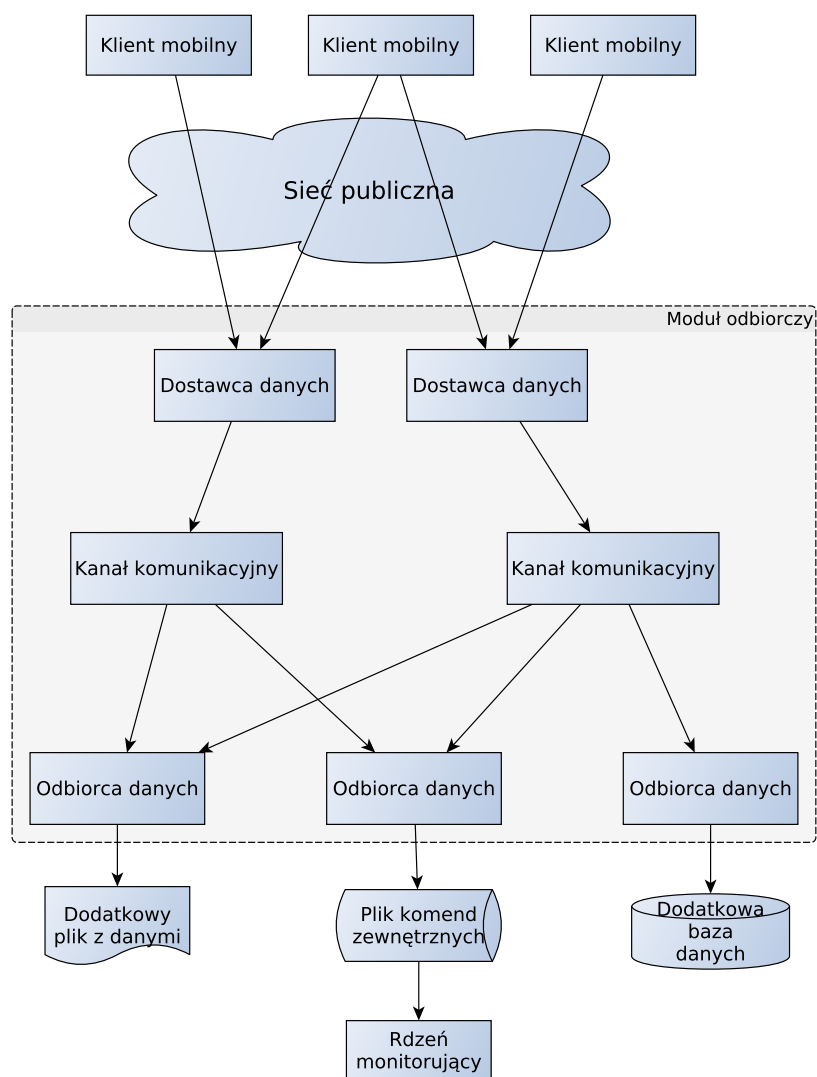 Klient mobilny
Klient mobilny
Klient mobilny
Sieć publiczna
Moduł odbiorczy
Dostawca danych
Dostawca danych
Kanał komunikacyjny
Kanał komunikacyjny
Odbiorca danych
Odbiorca danych
Odbiorca danych
Dodatkowy
plik z danymi
Plik komend
zewnętrznych
Dodatkowa
baza
danych
Rdzeń
monitorujący